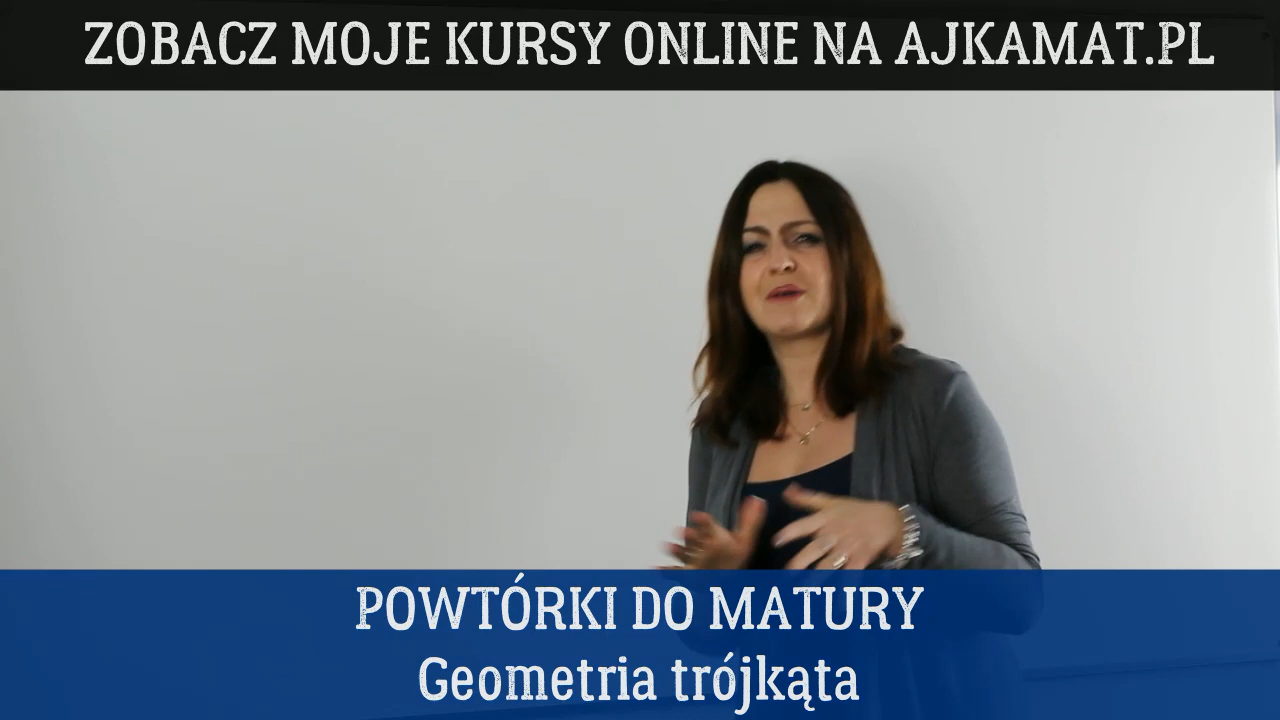 ZOBACZ MOJE KURSY ONLINE NA AJKAMAT.PL
POWTÓRKI DO MATURY
Geometria trójkąta